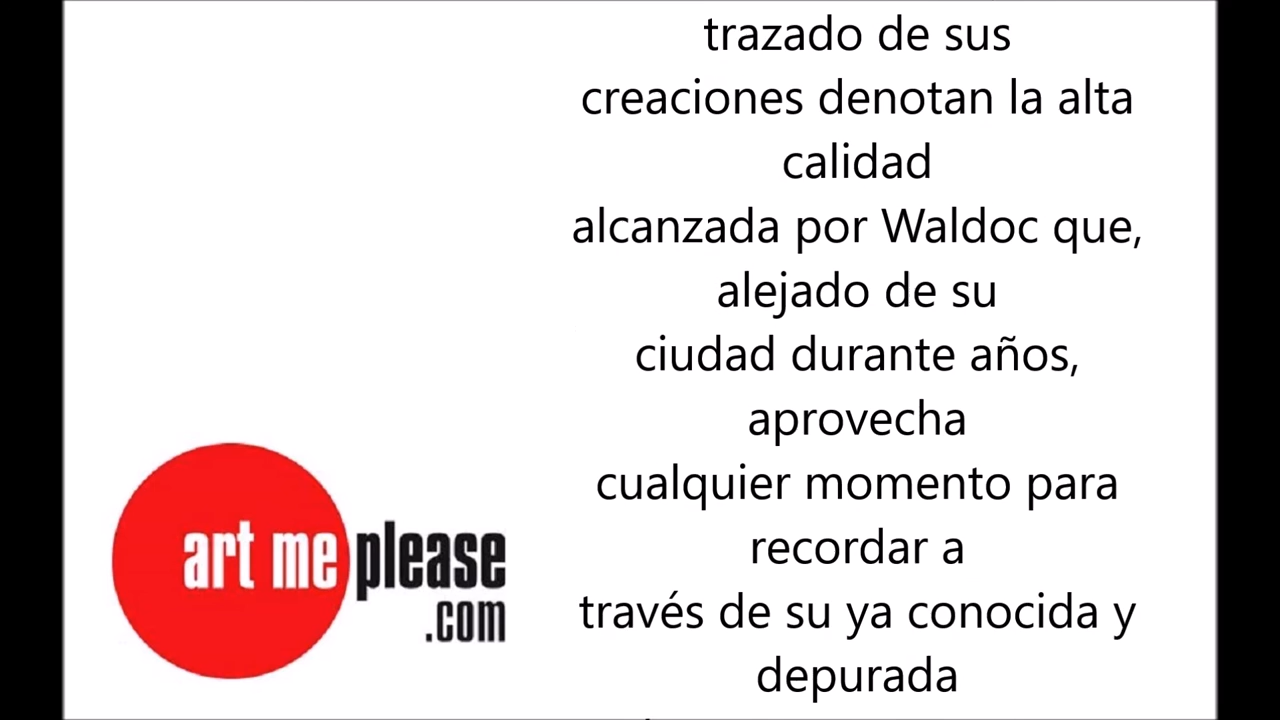 trazado de sus
creaciones denotan la alta
calidad
alcanzada por Waldoc que,
alejado de su
ciudad durante años,
aprovecha
cualquier momento para
recordar a
través de su ya conocida y
depurada
art me please
.com